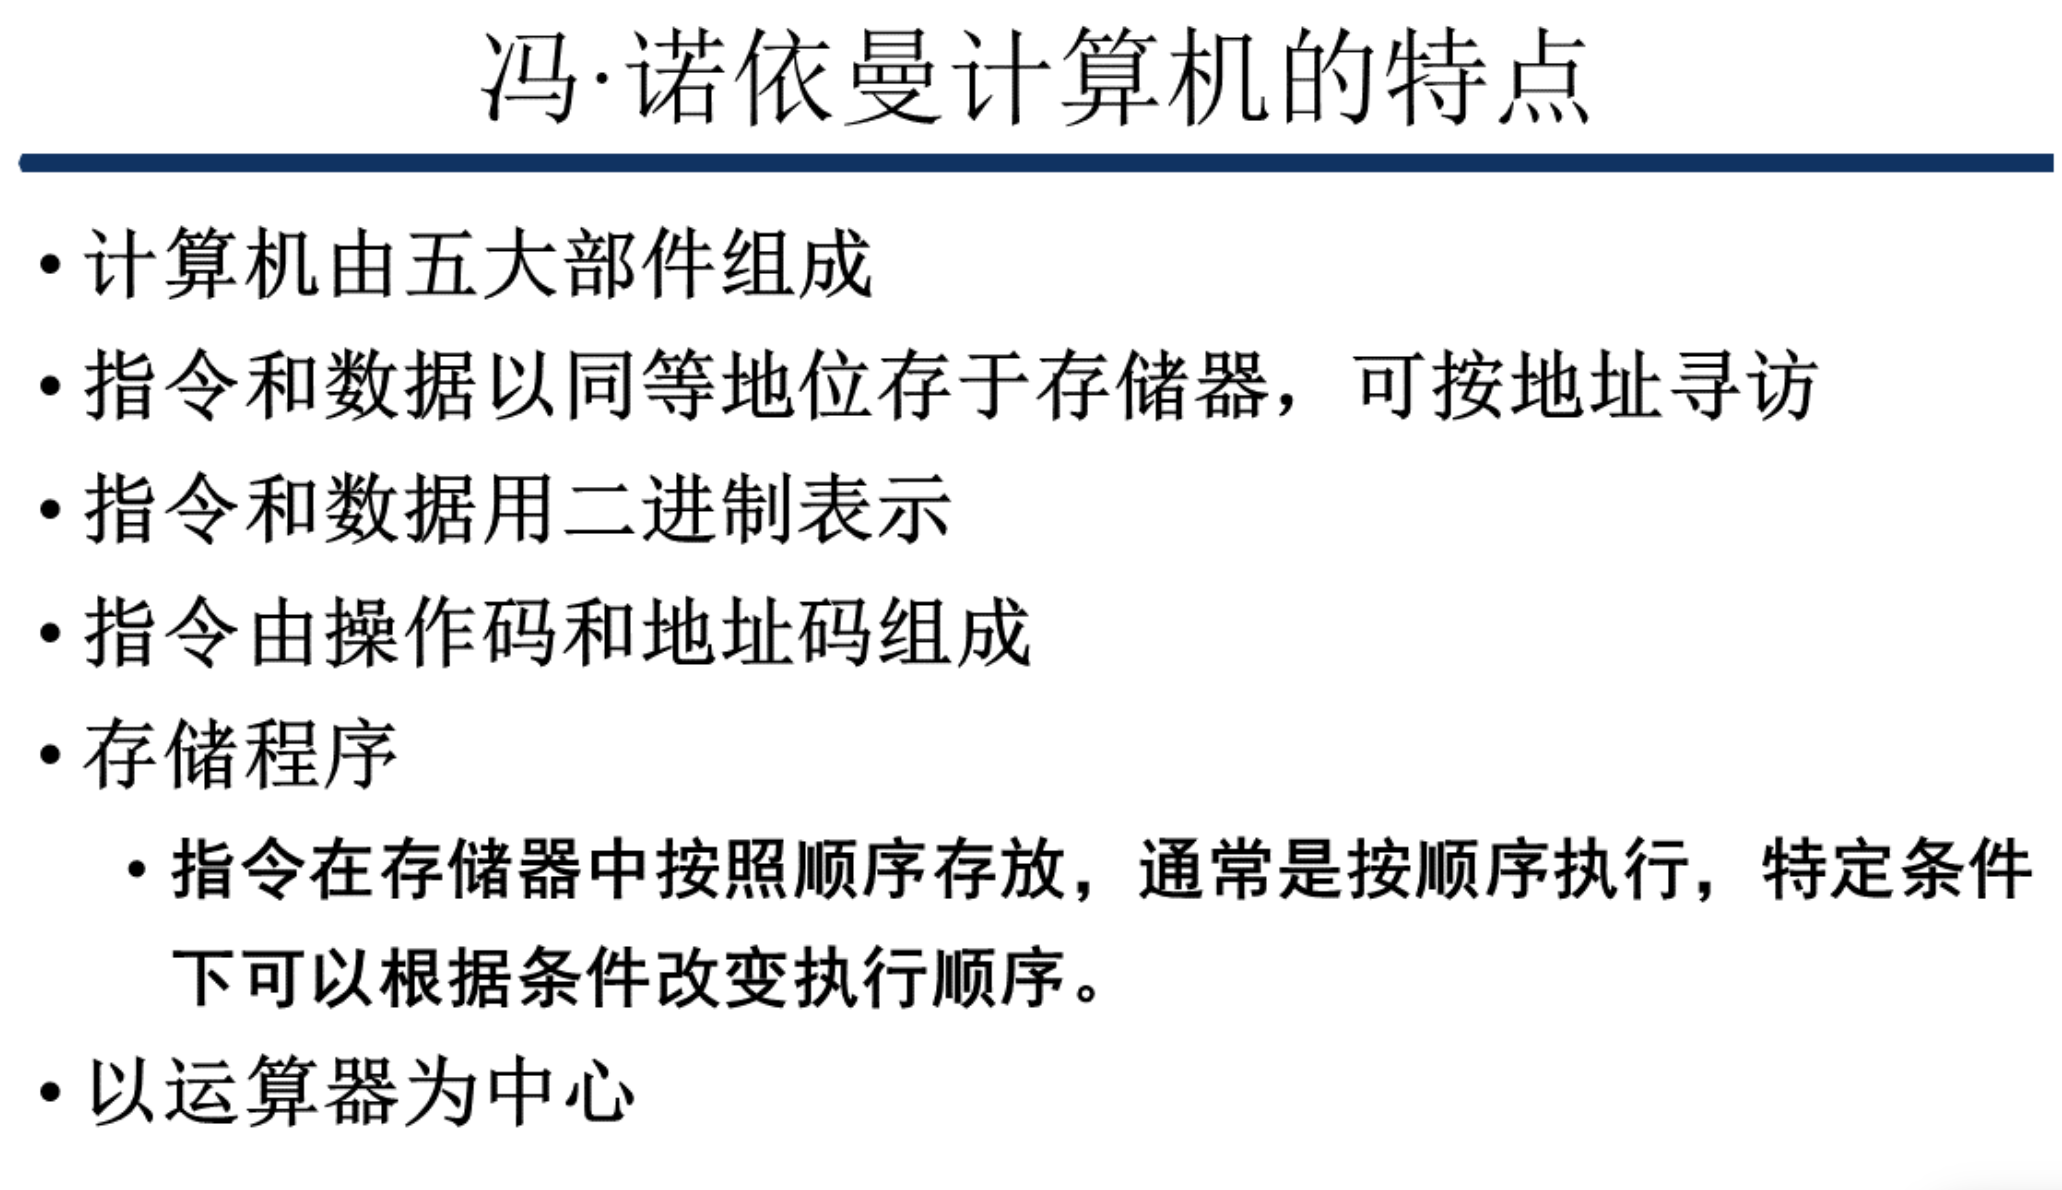 冯·诺依曼计算机的特点
• 计算机由五大部件组成
• 指令和数据以同等地位存于存储器，可按地址寻访
• 指令和数据用二进制表示
• 指令由操作码和地址码组成
• 存储程序
• 指令在存储器中按照顺序存放，通常是按顺序执行，特定条件
下可以根据条件改变执行顺序。
• 以运算器为中心